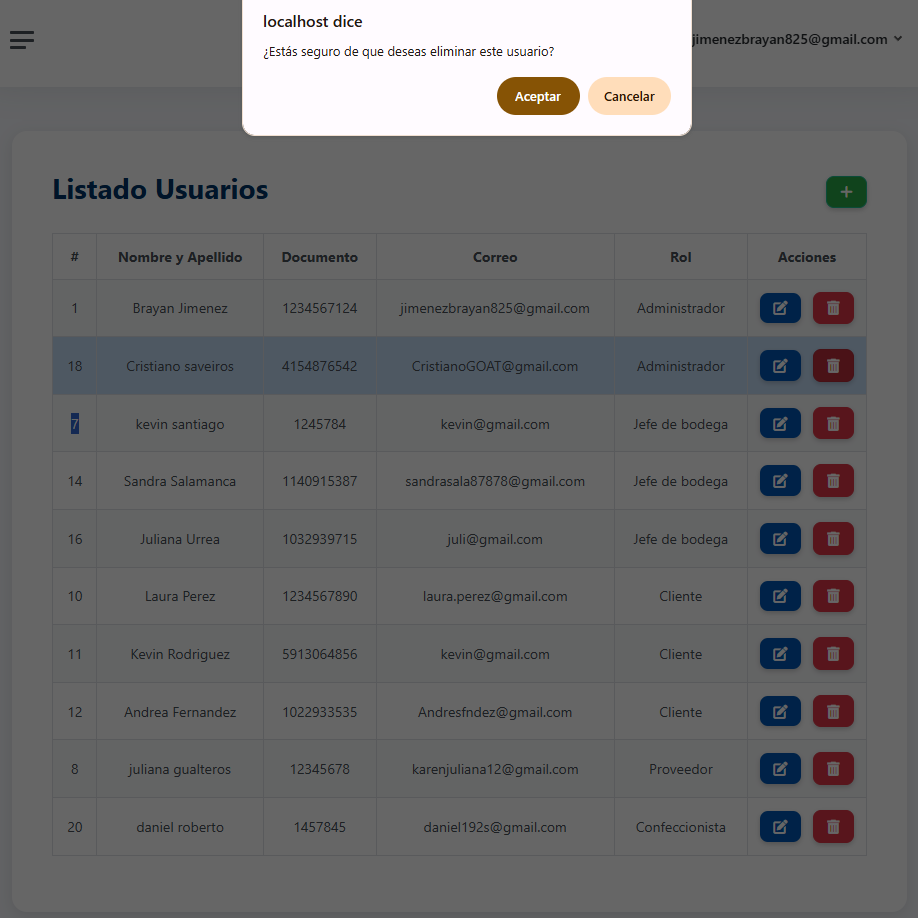 localhost dice
¿Estás seguro de que deseas eliminar este usuario?
Aceptar Cancelar
jimenezbrayan825@gmail.com
Listado Usuarios
+
# Nombre y Apellido Documento Correo Rol Acciones
1 Brayan Jimenez 1234567124 jimenezbrayan825@gmail.com Administrador
18 Cristiano saveiros 4154876542 CristianoGOAT@gmail.com Administrador
7 kevin santiago 1245784 kevin@gmail.com Jefe de bodega
14 Sandra Salamanca 1140915387 sandrasala87878@gmail.com Jefe de bodega
16 Juliana Urrea 1032939715 juli@gmail.com Jefe de bodega
10 Laura Perez 1234567890 laura.perez@gmail.com Cliente
11 Kevin Rodriguez 5913064856 kevin@gmail.com Cliente
12 Andrea Fernandez 1022933535 Andresfndez@gmail.com Cliente
8 juliana gualteros 12345678 karenjuliana12@gmail.com Proveedor
20 daniel roberto 1457845 daniel192s@gmail.com Confeccionista